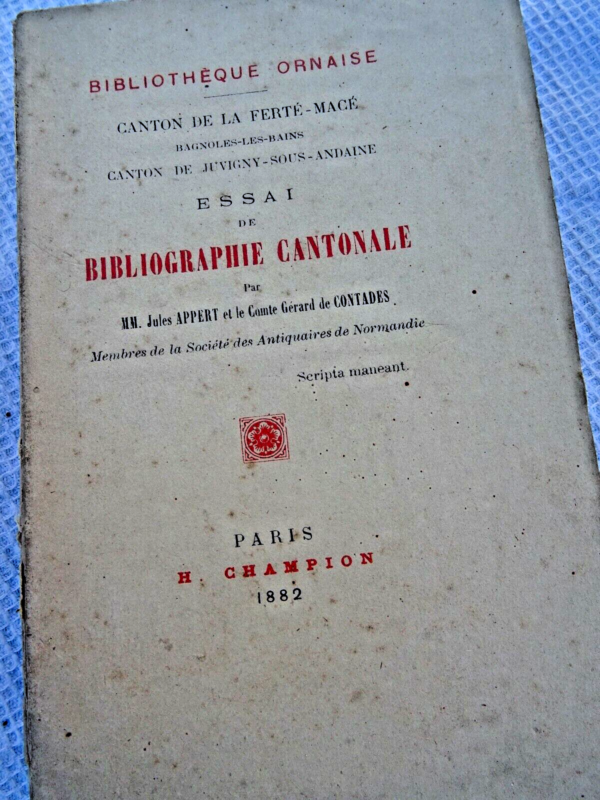 BIBLIOTHÈQUE ORNAISE
CANTON DE LA FERTÉ-MACÉ
BAGNOLES-LES-BAINS
CANTON DE JUVIGNY-SOUS-ANDAINE
ESSAI
DE
BIBLIOGRAPHIE CANTONALE
Par
MM. Jules APPERT et le Comte Gérard de CONTADES
Membres de la Société des Antiquaires de Normandie
Scripta maneant.
PARIS
H. CHAMPION
1882